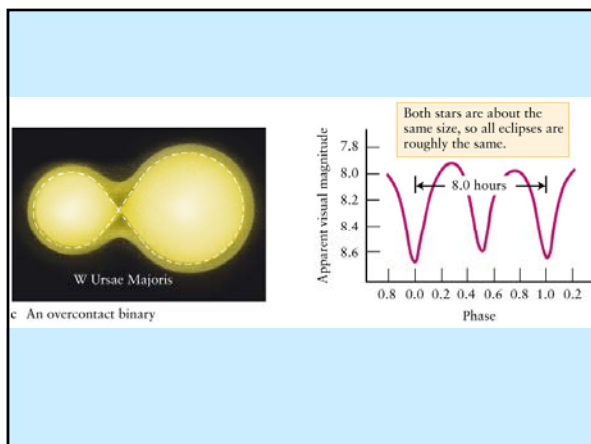 W Ursae Majoris
c An overcontact binary
Both stars are about the
same size, so all eclipses are
roughly the same.
Apparent visual magnitude
7.8
8.0
8.2
8.4
8.6
8.0 hours
0.8 0.0 0.2 0.4 0.6 0.8 1.0 0.2
Phase